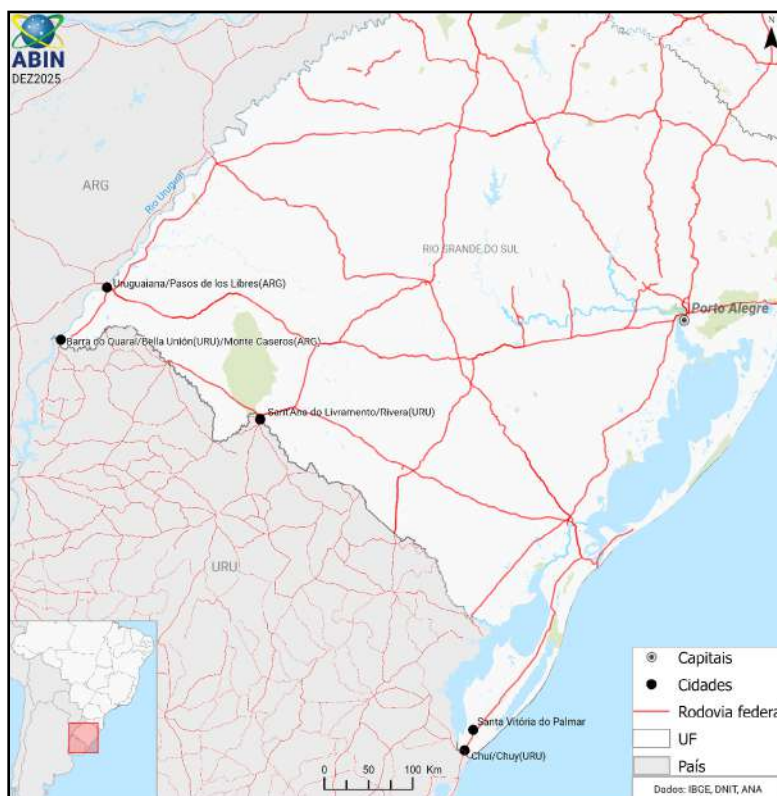 ABIN
DEZ2025
N
ARG
Rio Uruguai
RIO GRANDE DO SUL
Uruguaiana/Pasos de los Libres(ARG)
Porto Alegre
Barra do Quaraí/Bella Unión(URU)/Monte Caseros(ARG)
Sant'Ana do Livramento/Rivera(URU)
URU
Santa Vitória do Palmar
Chuí/Chuy(URU)
0 50 100 Km
Capitais
Cidades
Rodovia federa
UF
País
Dados: IBGE, DNIT, ANA